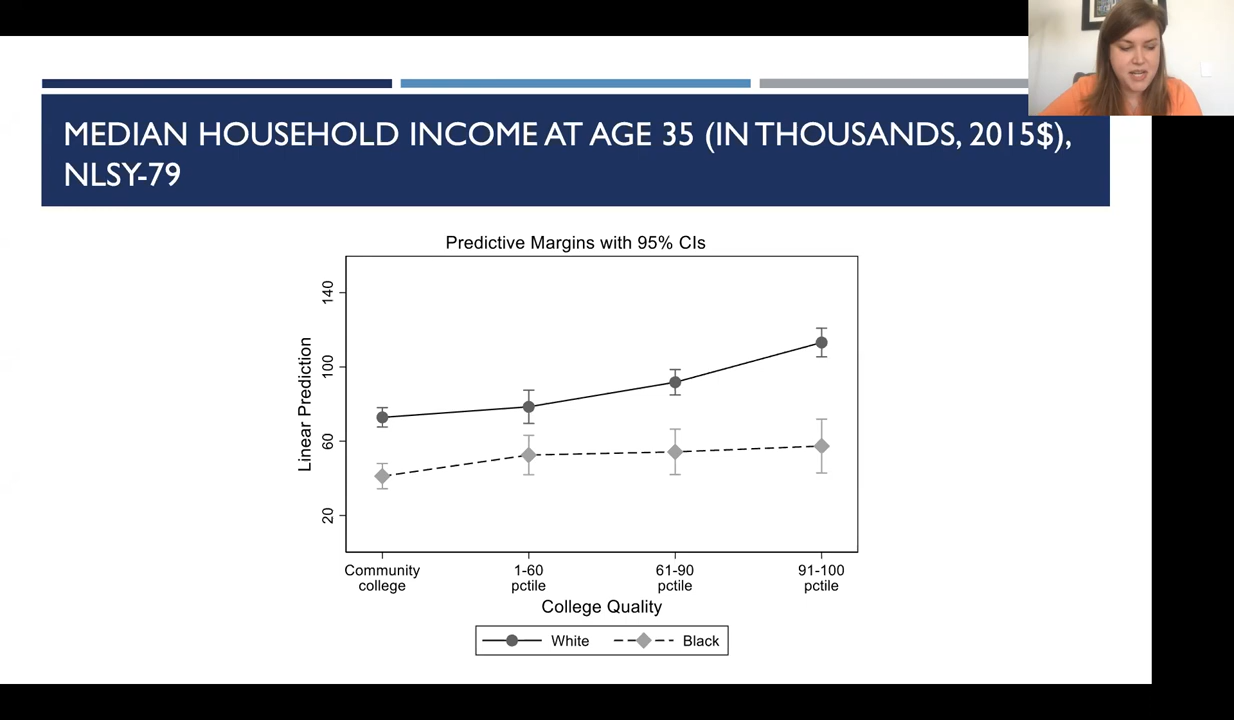 MEDIAN HOUSEHOLD INCOME AT AGE 35 (IN THOUSANDS, 2015$),
NLSY-79
Predictive Margins with 95% CIs
Linear Prediction
140
100
60
20
Community
college
1-60
pctile
61-90
pctile
91-100
pctile
College Quality
White
Black